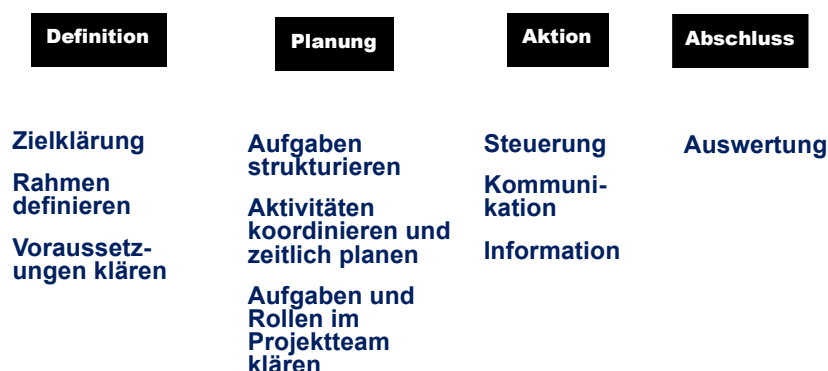 Definition
Planung
Aktion
Abschluss
Zielklärung
Rahmen
definieren
Voraussetz-
ungen klären
Aufgaben
strukturieren
Aktivitäten
koordinieren und
zeitlich planen
Aufgaben und
Rollen im
Projektteam
klären
Steuerung
Kommuni-
kation
Information
Auswertung